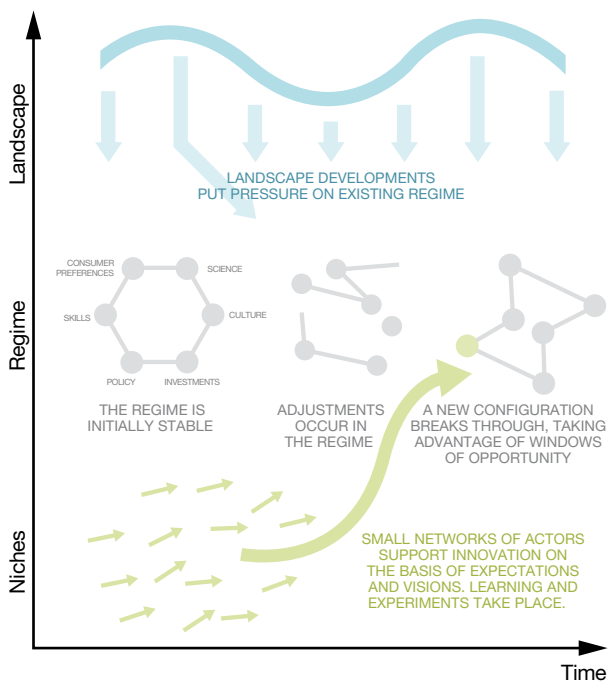 Landscape
LANDSCAPE DEVELOPMENTS
PUT PRESSURE ON EXISTING REGIME
Regime
CONSUMER
PREFERENCES
SCIENCE
SKILLS
CULTURE
POLICY
INVESTMENTS
THE REGIME IS
INITIALLY STABLE
ADJUSTMENTS
OCCUR IN
THE REGIME
A NEW CONFIGURATION
BREAKS THROUGH, TAKING
ADVANTAGE OF WINDOWS
OF OPPORTUNITY
Niches
SMALL NETWORKS OF ACTORS
SUPPORT INNOVATION ON
THE BASIS OF EXPECTATIONS
AND VISIONS. LEARNING AND
EXPERIMENTS TAKE PLACE.
Time